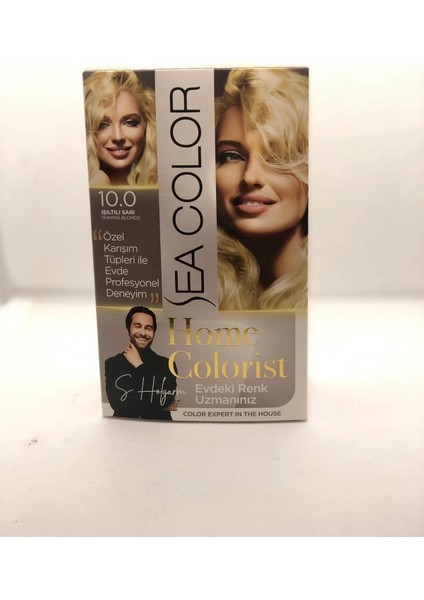 SEA COLOR
10.0
IŞILTILI SARI
SHINING BLONDE
“Özel
Karışım
Tüpleri ile
Evde
Profesyonel
Deneyim”
Home
Colorist
Evdeki Renk
Uzmanınız
COLOR EXPERT IN THE HOUSE